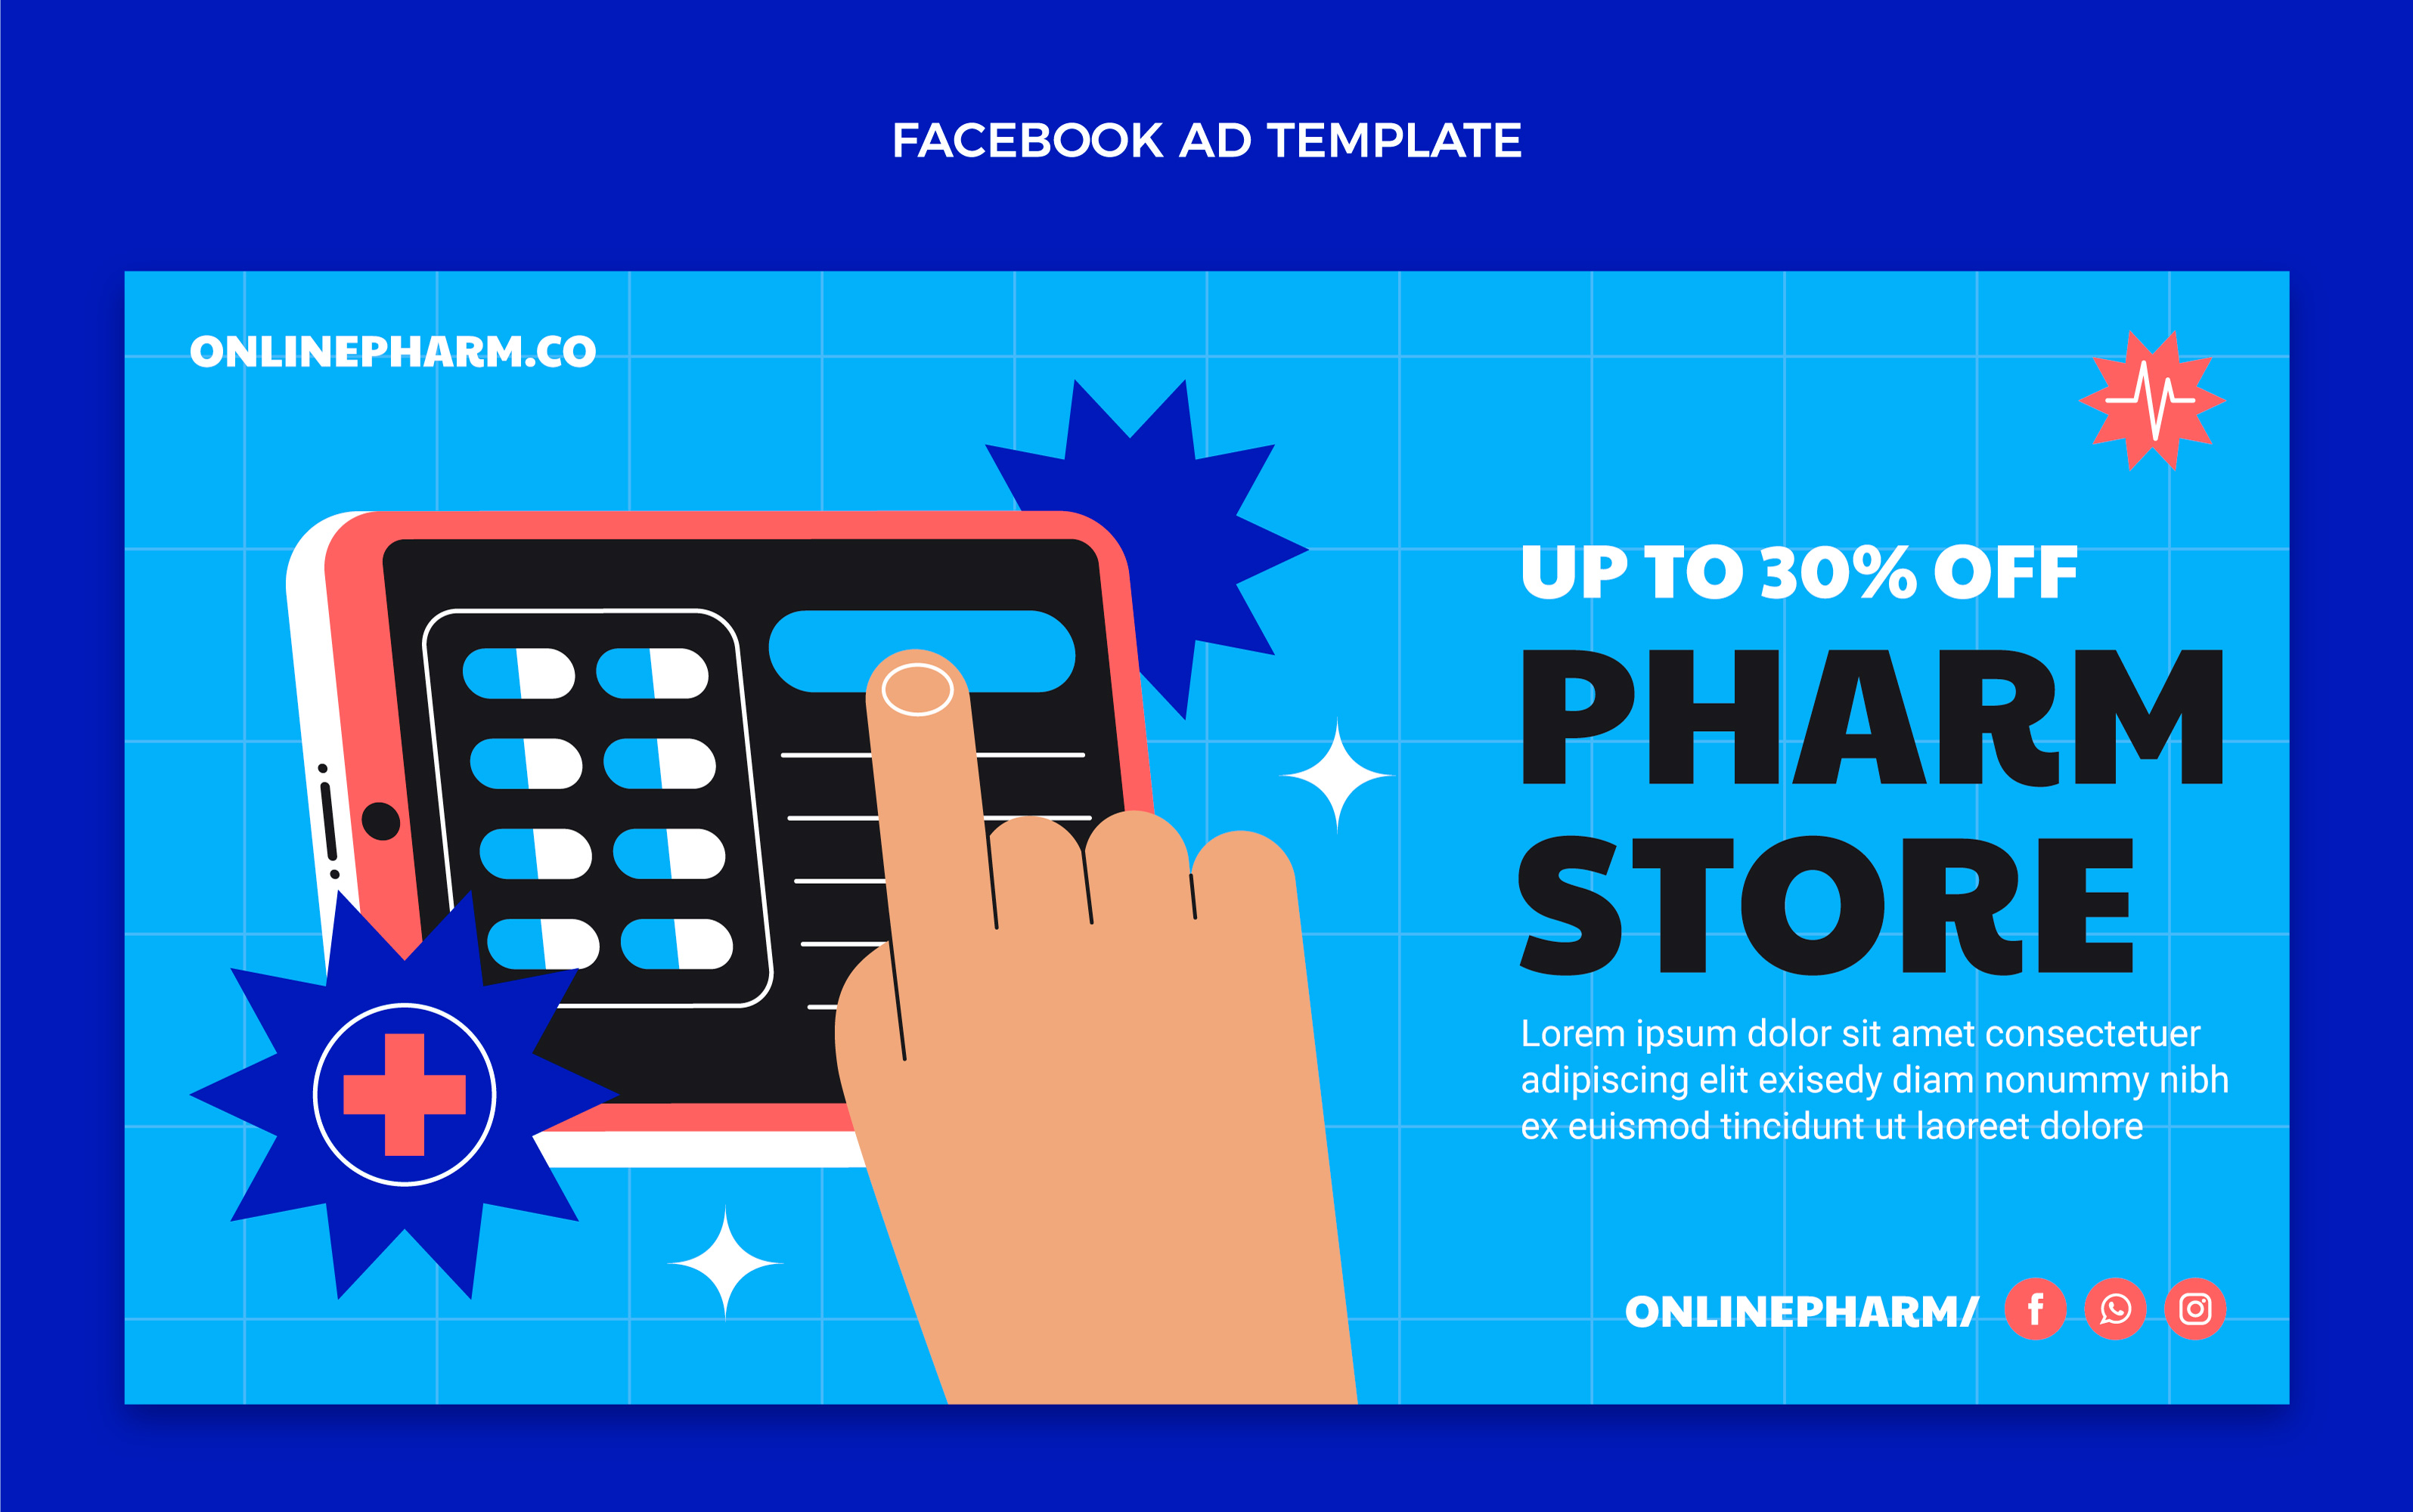 FACEBOOK AD TEMPLATE
ONLINEPHARM.CO
UP TO 30% OFF
PHARM
STORE
Lorem ipsum dolor sit amet consectetuer
adipiscing elit exisedy diam nonummy nibh
ex euismod tincidunt ut laoreet dolore
ONLINEPHARM/